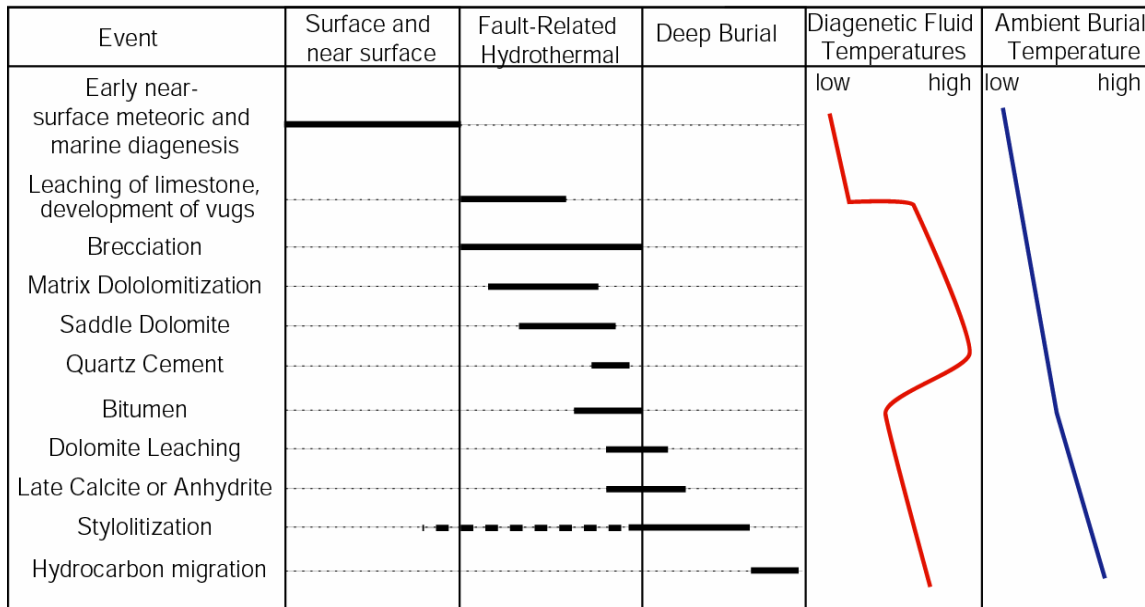 Event
Surface and
near surface
Fault-Related
Hydrothermal
Deep Burial
Diagenetic Fluid
Temperatures
Ambient Burial
Temperature
low high
low high
Early near-
surface meteoric and
marine diagenesis
Leaching of limestone,
development of vugs
Brecciation
Matrix Dololomitization
Saddle Dolomite
Quartz Cement
Bitumen
Dolomite Leaching
Late Calcite or Anhydrite
Stylolitization
Hydrocarbon migration